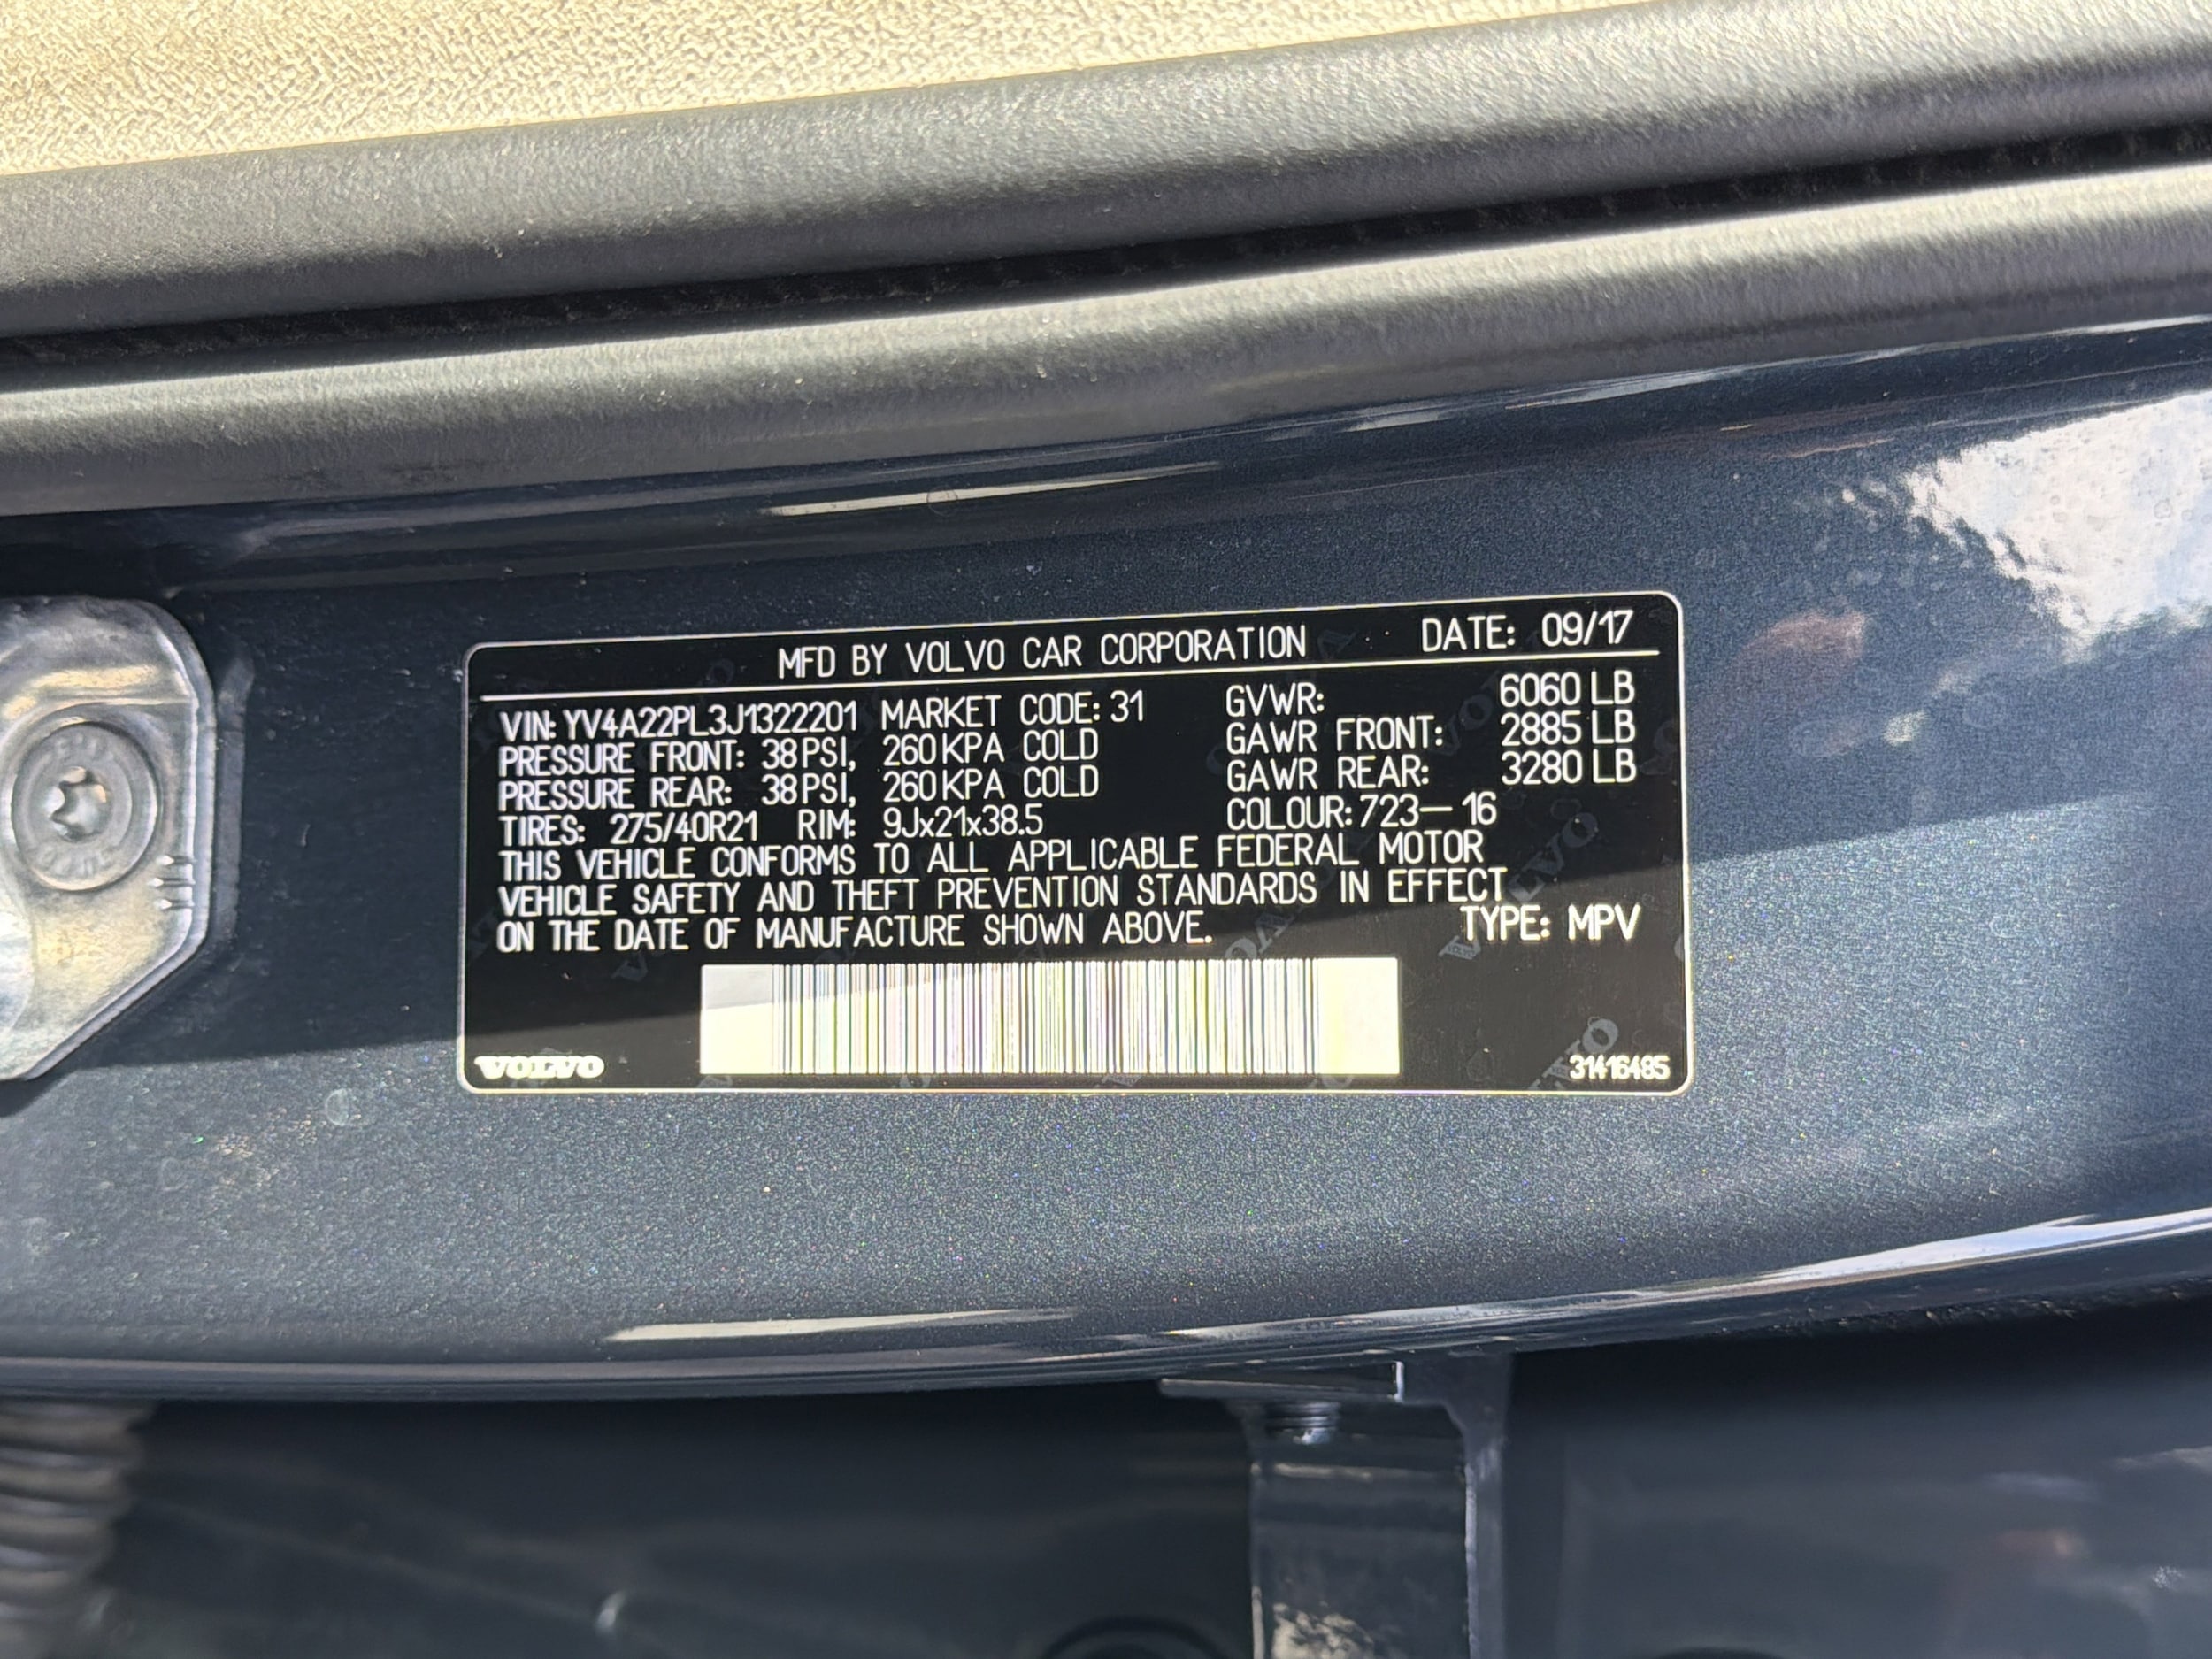 MFD BY VOLVO CAR CORPORATION DATE: 09/17
VIN: YV4A22PL3J1322201 MARKET CODE: 31 GVWR: 6060 LB
PRESSURE FRONT: 38 PSI, 260 KPA COLD GAWR FRONT: 2885 LB
PRESSURE REAR: 38 PSI, 260 KPA COLD GAWR REAR: 3280 LB
TIRES: 275/40R21 RIM: 9Jx21x38.5 COLOUR: 723-16
THIS VEHICLE CONFORMS TO ALL APPLICABLE FEDERAL MOTOR
VEHICLE SAFETY AND THEFT PREVENTION STANDARDS IN EFFECT
ON THE DATE OF MANUFACTURE SHOWN ABOVE. TYPE: MPV
VOLVO 31416485